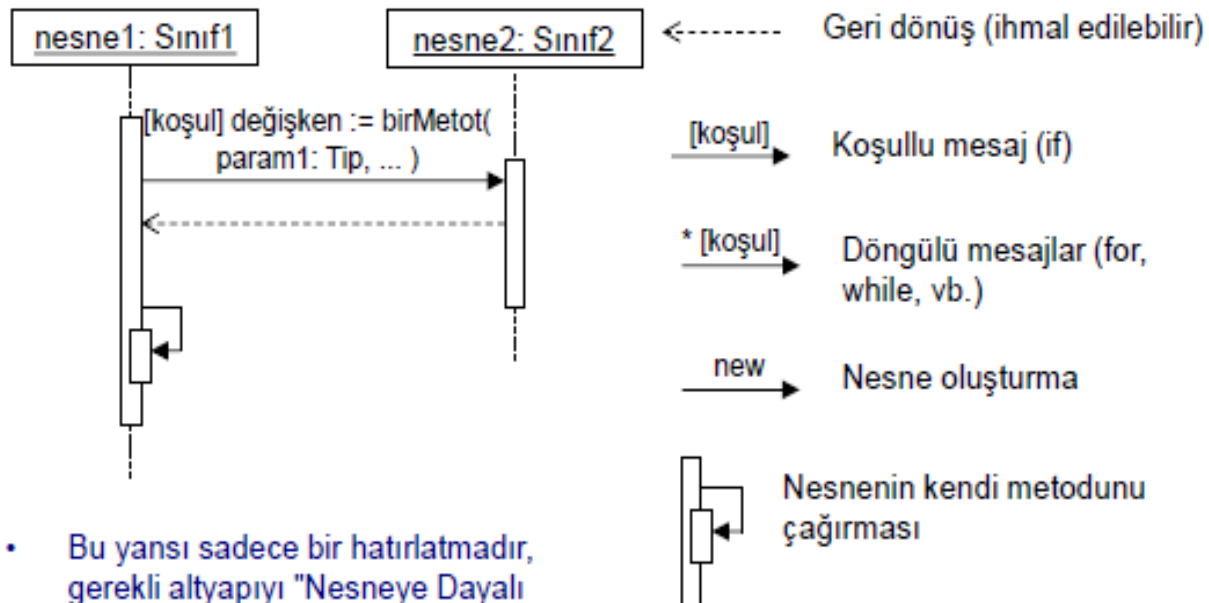 nesne1: Sınıf1
nesne2: Sınıf2
Geri dönüş (ihmal edilebilir)
[koşul] değişken := birMetot(
param1: Tip, ... )
[koşul]
Koşullu mesaj (if)
* [koşul]
Döngülü mesajlar (for,
while, vb.)
new
Nesne oluşturma
Nesnenin kendi metodunu
çağırması
• Bu yansı sadece bir hatırlatmadır,
gerekli altyapıyı "Nesneye Dayalı